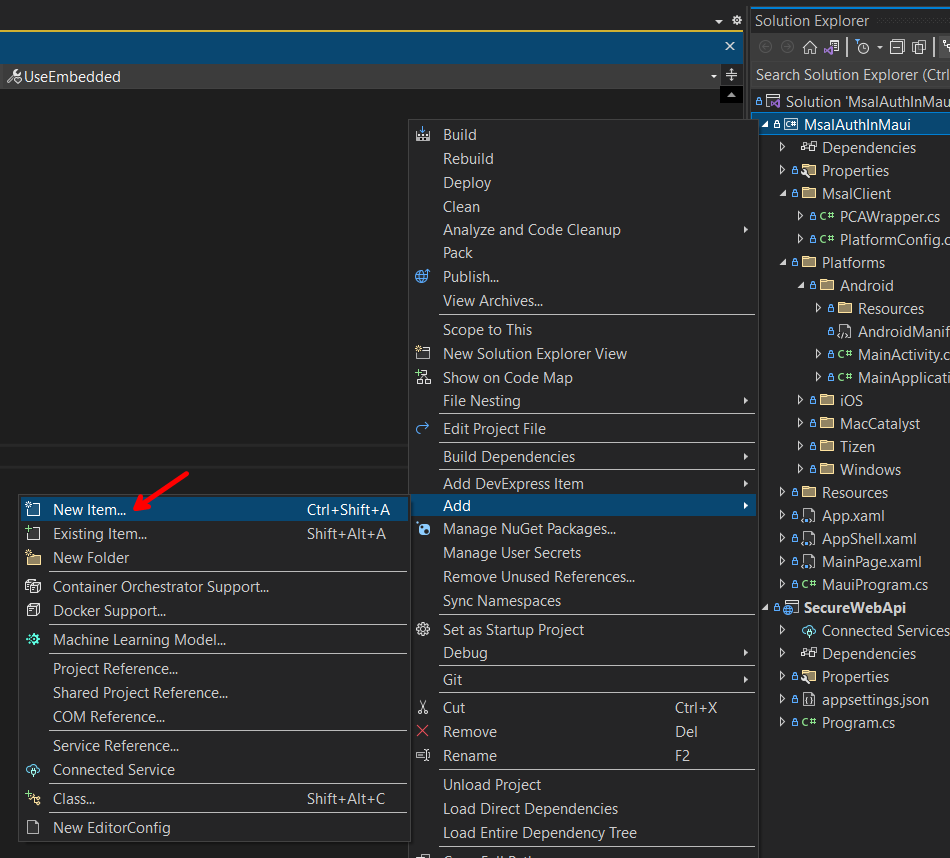 UseEmbedded
Build
Rebuild
Deploy
Clean
Analyze and Code Cleanup
Pack
Publish...
View Archives...
Scope to This
New Solution Explorer View
Show on Code Map
File Nesting
Edit Project File
Build Dependencies
Add DevExpress Item
Add
Manage NuGet Packages...
Manage User Secrets
Remove Unused References...
Sync Namespaces
Set as Startup Project
Debug
Git
Cut Ctrl+X
Remove Del
Rename F2
Unload Project
Load Direct Dependencies
Load Entire Dependency Tree
New Item... Ctrl+Shift+A
Existing Item... Shift+Alt+A
New Folder
Container Orchestrator Support...
Docker Support...
Machine Learning Model...
Project Reference...
Shared Project Reference...
COM Reference...
Service Reference...
Connected Service
Class... Shift+Alt+C
New EditorConfig
Solution Explorer
Search Solution Explorer (Ctrl
Solution 'MsalAuthInMau
C# MsalAuthInMaui
Dependencies
Properties
MsalClient
C# PCAWrapper.cs
C# PlatformConfig.c
Platforms
Android
Resources
AndroidManif
C# MainActivity.c
C# MainApplicati
iOS
MacCatalyst
Tizen
Windows
Resources
App.xaml
AppShell.xaml
MainPage.xaml
C# MauiProgram.cs
SecureWebApi
Connected Services
Dependencies
Properties
appsettings.json
C# Program.cs